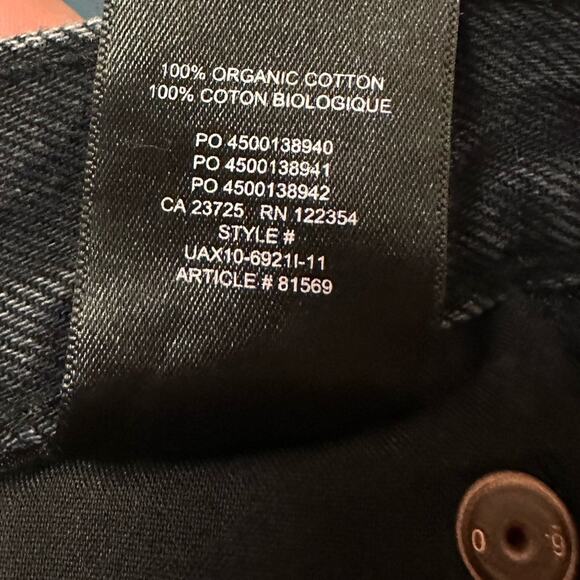 100% ORGANIC COTTON
100% COTON BIOLOGIQUE
PO 4500138940
PO 4500138941
PO 4500138942
CA 23725 RN 122354
STYLE #
UAX10-6921I-11
ARTICLE # 81569